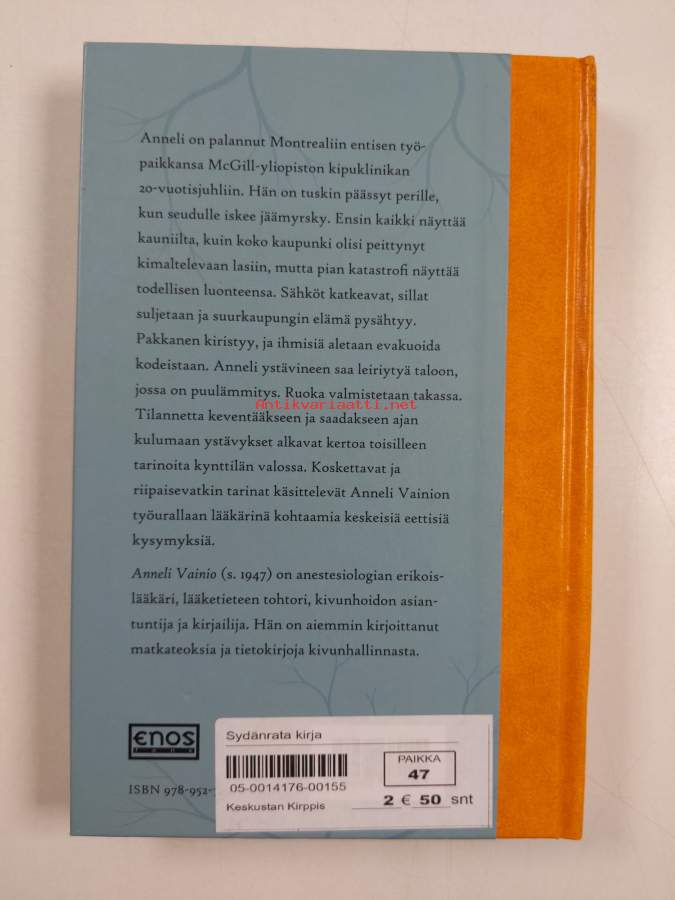 Anneli on palannut Montrealiin entisen työ-
paikkansa McGill-yliopiston kipuklinikan
20-vuotisjuhliin. Hän on tuskin päässyt perille,
kun seudulle iskee jäämyrsky. Ensin kaikki näyttää
kauniilta, kuin koko kaupunki olisi peittynyt
kimaltelevaan lasiin, mutta pian katastrofi näyttää
todellisen luonteensa. Sähköt katkeavat, sillat
suljetaan ja suurkaupungin elämä pysähtyy.
Pakkanen kiristyy, ja ihmisiä aletaan evakuoida
kodeistaan. Anneli ystävineen saa leiriytyä taloon,
jossa on puulämmitys. Ruoka valmistetaan takassa.
Antikvariaatti.net
Tilannetta keventääkseen ja saadakseen ajan
kulumaan ystävykset alkavat kertoa toisilleen
tarinoita kynttilän valossa. Koskettavat ja
riipaisevatkin tarinat käsittelevät Anneli Vainion
työurallaan lääkärinä kohtaamia keskeisiä eettisiä
kysymyksiä.
Anneli Vainio (s. 1947) on anestesiologian erikois-
lääkäri, lääketieteen tohtori, kivunhoidon asian-
tuntija ja kirjailija. Hän on aiemmin kirjoittanut
matkateoksia ja tietokirjoja kivunhallinnasta.
ENOS
ISBN 978-952-
Sydänrata kirja
05-0014176-00155
Keskustan Kirppis
PAIKKA
47
2 € 50 snt